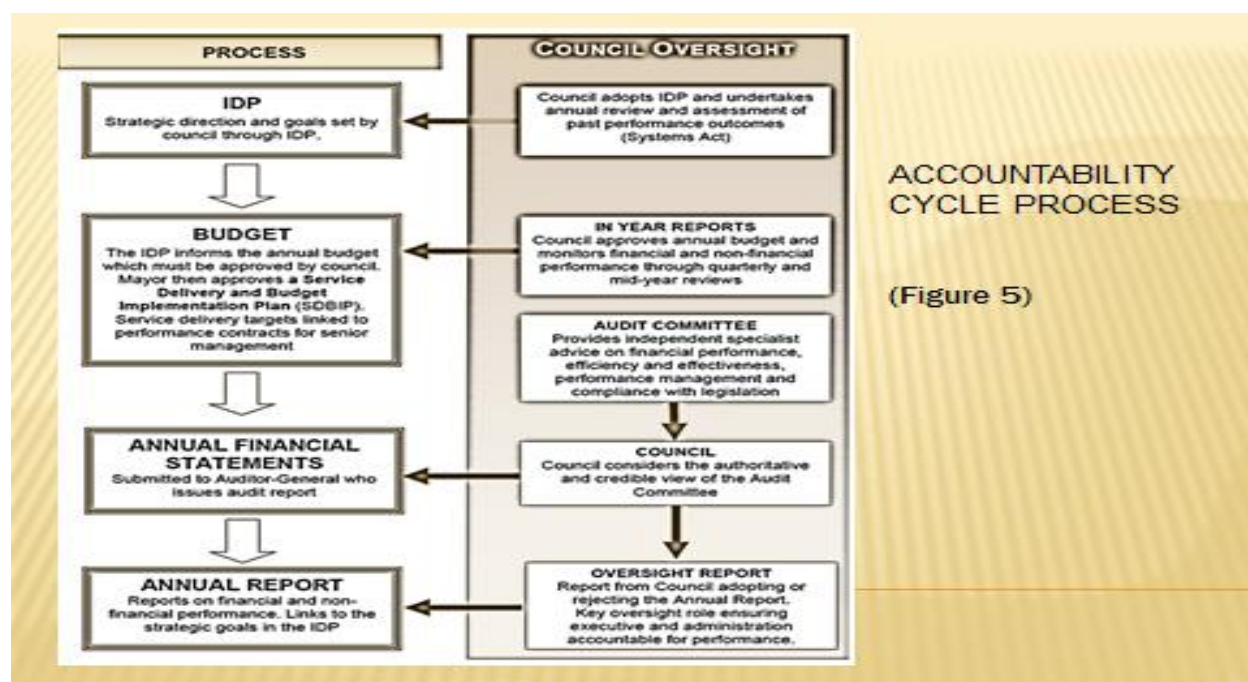 PROCESS
IDP
Strategic direction and goals set by
council through IDP.
BUDGET
The IDP informs the annual budget
which must be approved by council.
Mayor then approves a Service
Delivery and Budget
Implementation Plan (SDBIP).
Service delivery targets linked to
performance contracts for senior
management
ANNUAL FINANCIAL
STATEMENTS
Submitted to Auditor-General who
issues audit report
ANNUAL REPORT
Reports on financial and non-
financial performance. Links to the
strategic goals in the IDP
COUNCIL OVERSIGHT
Council adopts IDP and undertakes
annual review and assessment of
past performance outcomes
(Systems Act)
IN YEAR REPORTS
Council approves annual budget and
monitors financial and non-financial
performance through quarterly and
mid-year reviews
AUDIT COMMITTEE
Provides independent specialist
advice on financial performance,
efficiency and effectiveness,
performance management and
compliance with legislation
COUNCIL
Council considers the authoritative
and credible view of the Audit
Committee
OVERSIGHT REPORT
Report from Council adopting or
rejecting the Annual Report.
Key oversight role ensuring
executive and administration
accountable for performance.
ACCOUNTABILITY
CYCLE PROCESS
(Figure 5)